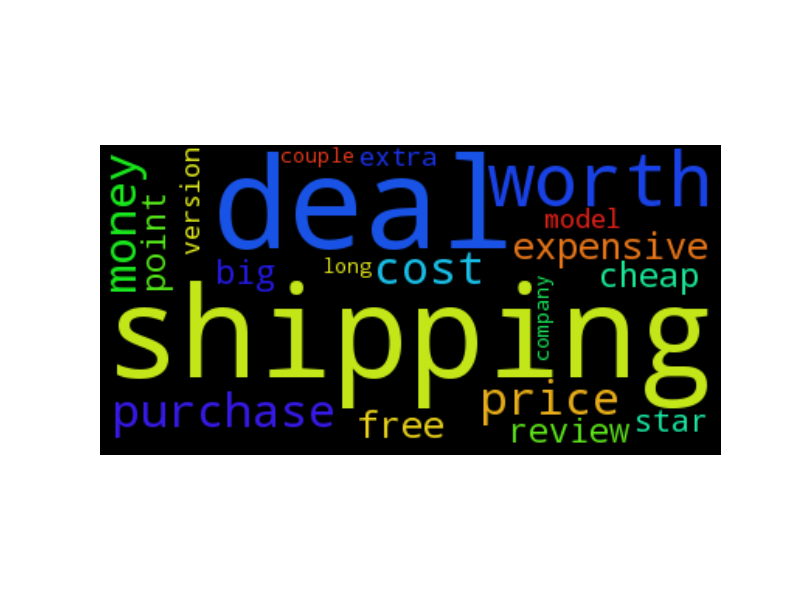 couple extra
deal
worth
money
point
version
model
expensive
big
long
cost
cheap
shipping
company
purchase
free
price
review
star